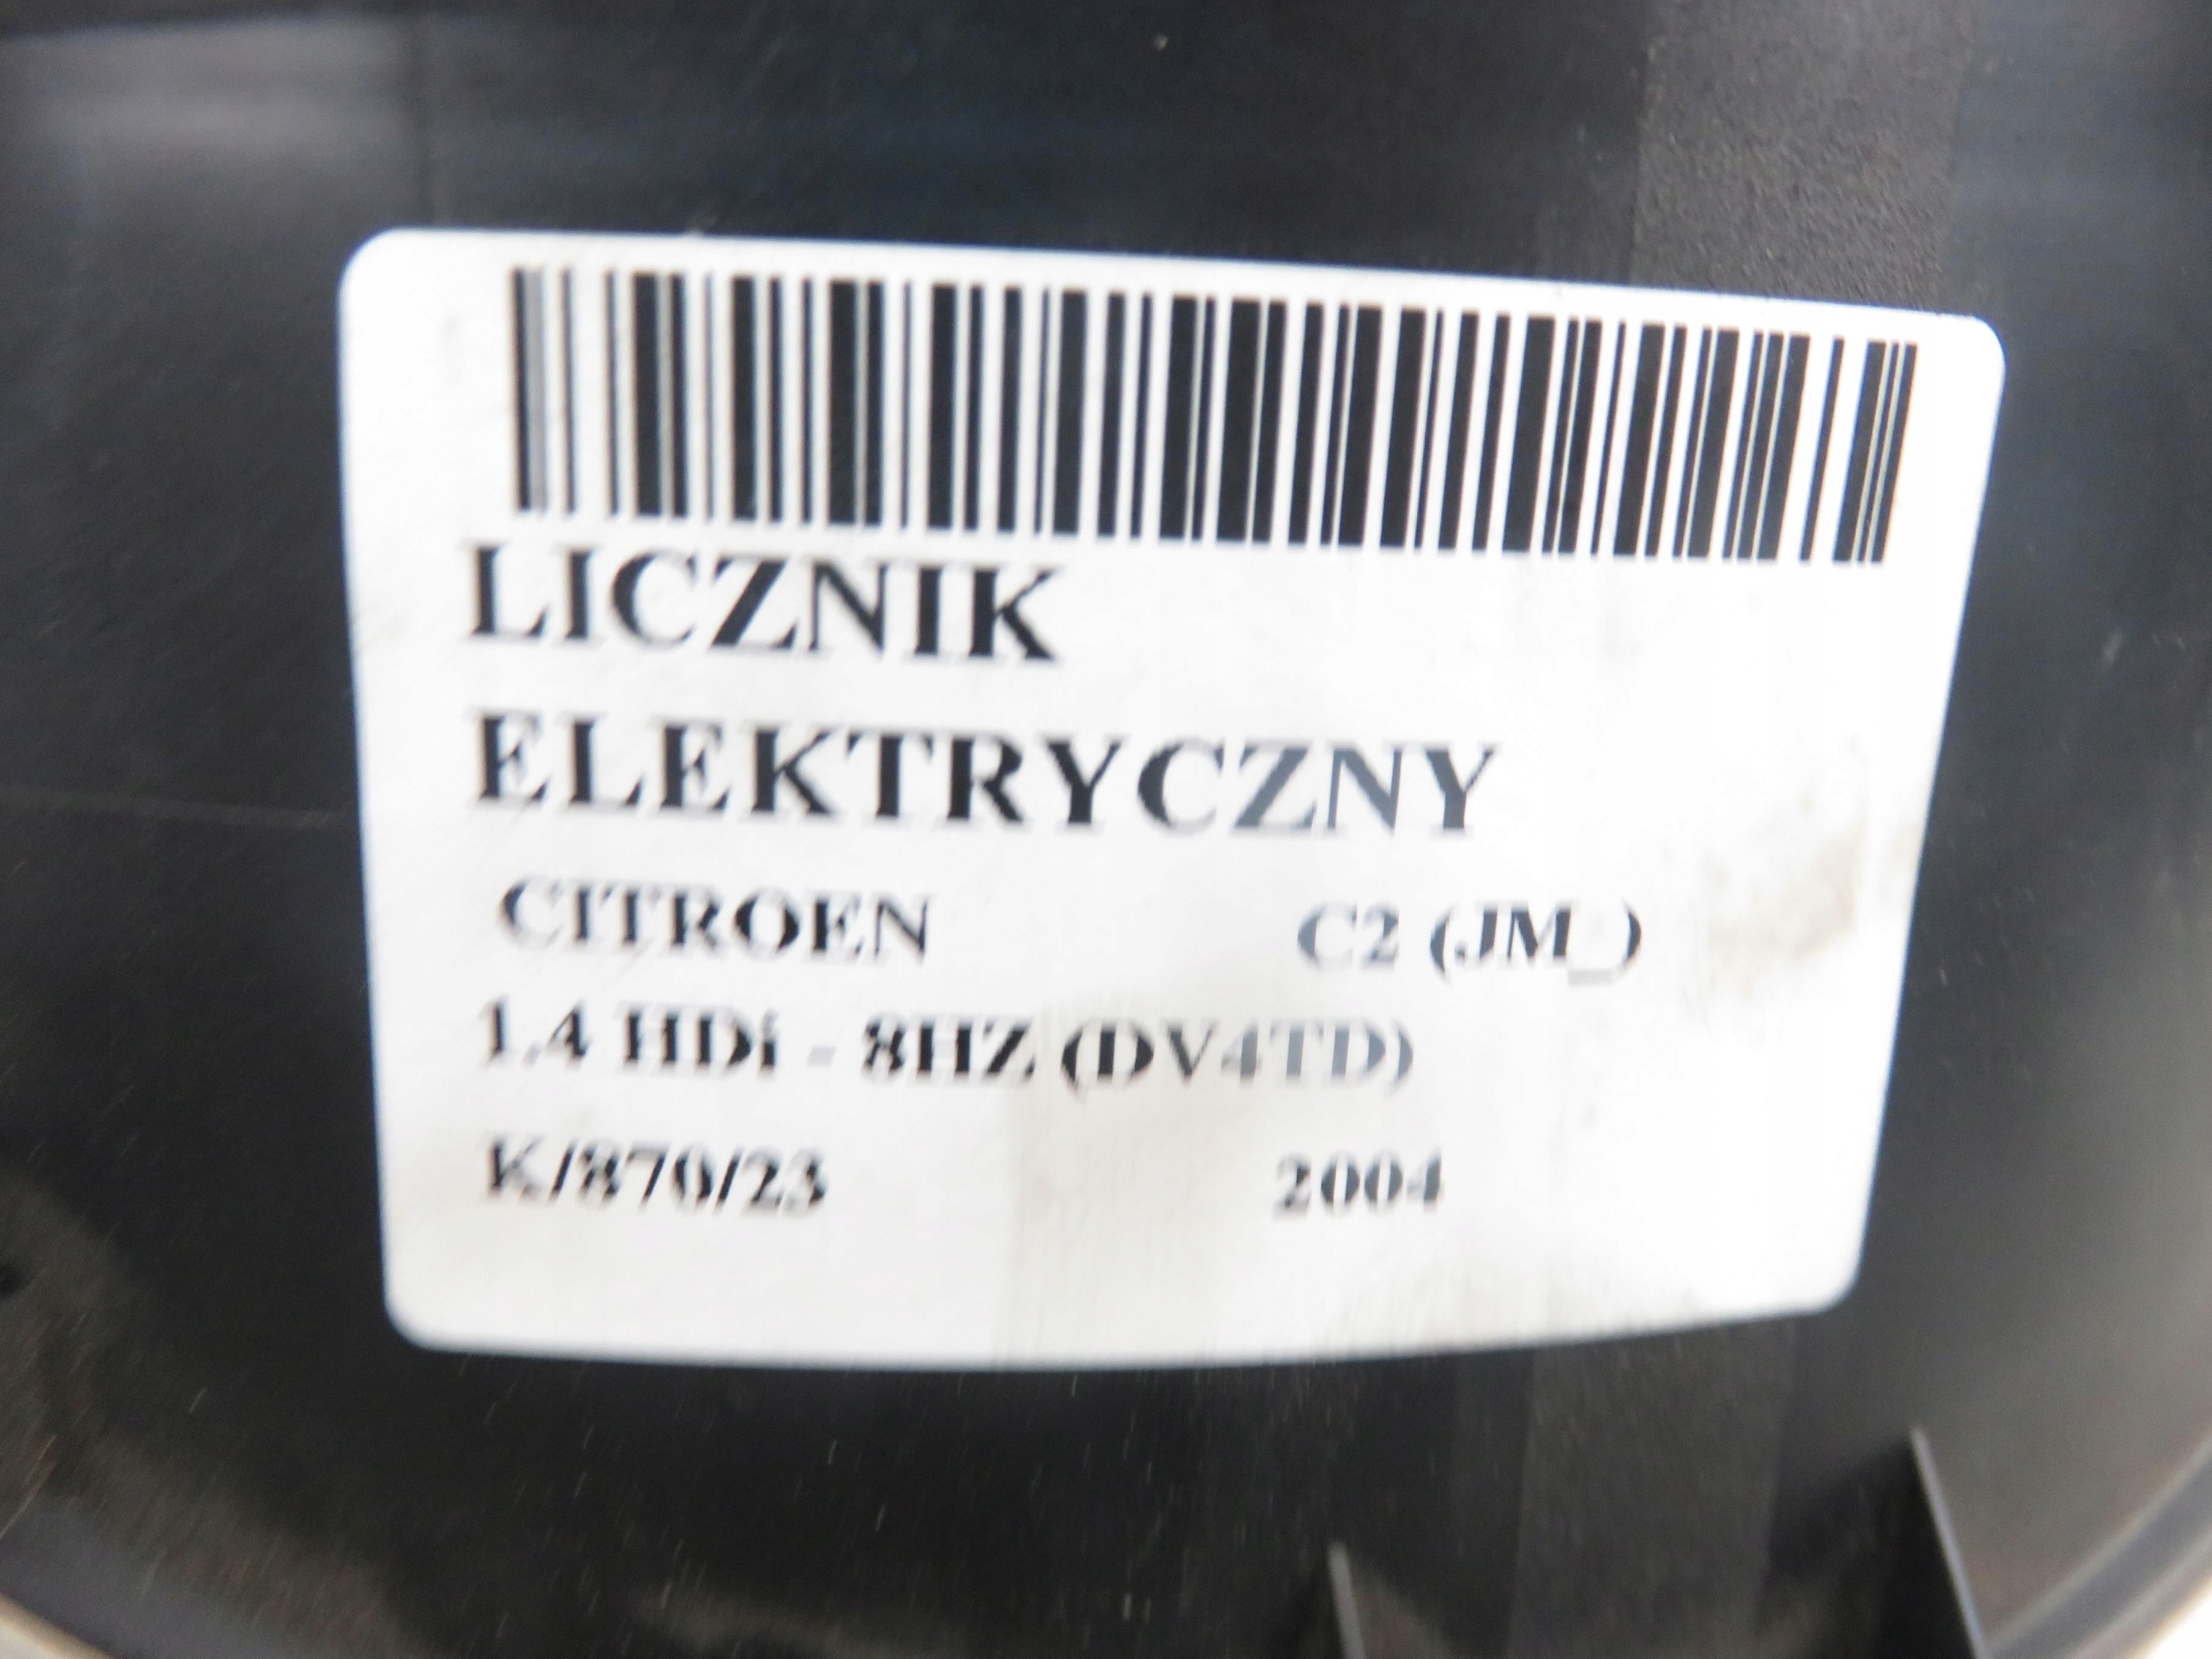 LICZNIK
ELEKTRYCZNY
CITROEN C2 (JM_)
1.4 HDi - 8HZ (DV4TD)
K/870/23 2004